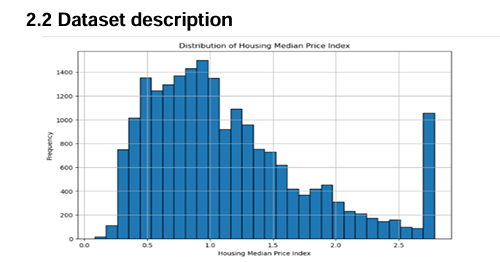 2.2 Dataset description
Distribution of Housing Median Price Index
1400
1200
1000
800
600
400
200
0
Frequency
0.0 0.5 1.0 1.5 2.0 2.5
Housing Median Price Index